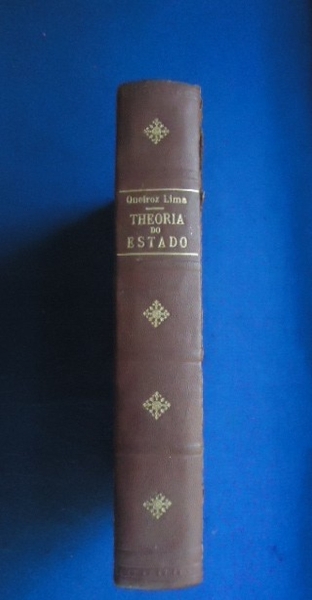 Queiroz Lima
THEORIA
DO
ESTADO